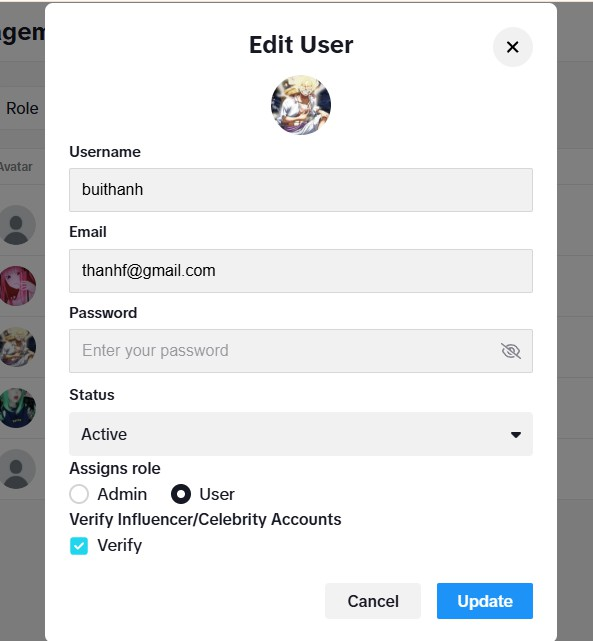 agem
Edit User
Role
Avatar
Username
buithanh
Email
thanhf@gmail.com
Password
Enter your password
Status
Active
Assigns role
Admin User
Verify Influencer/Celebrity Accounts
Verify
Cancel Update